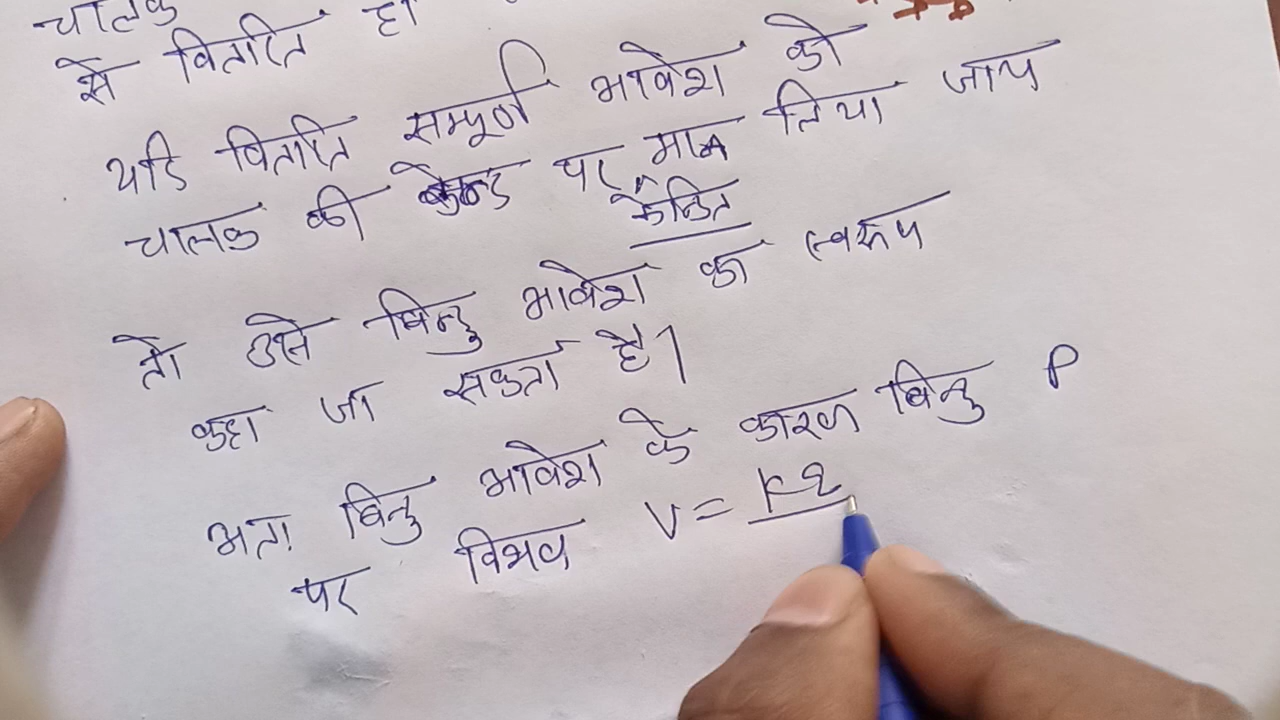 चालक
से वितरित हो
यदि वितरित सम्पूर्ण आवेश को
चालक की केन्द्र पर मान लिया जाय
केन्द्रित
तो उसे बिन्दु आवेश का स्वरूप
कहा जा सकता है।
अतः बिन्दु आवेश के कारण बिन्दु P
पर विभव V = Kq